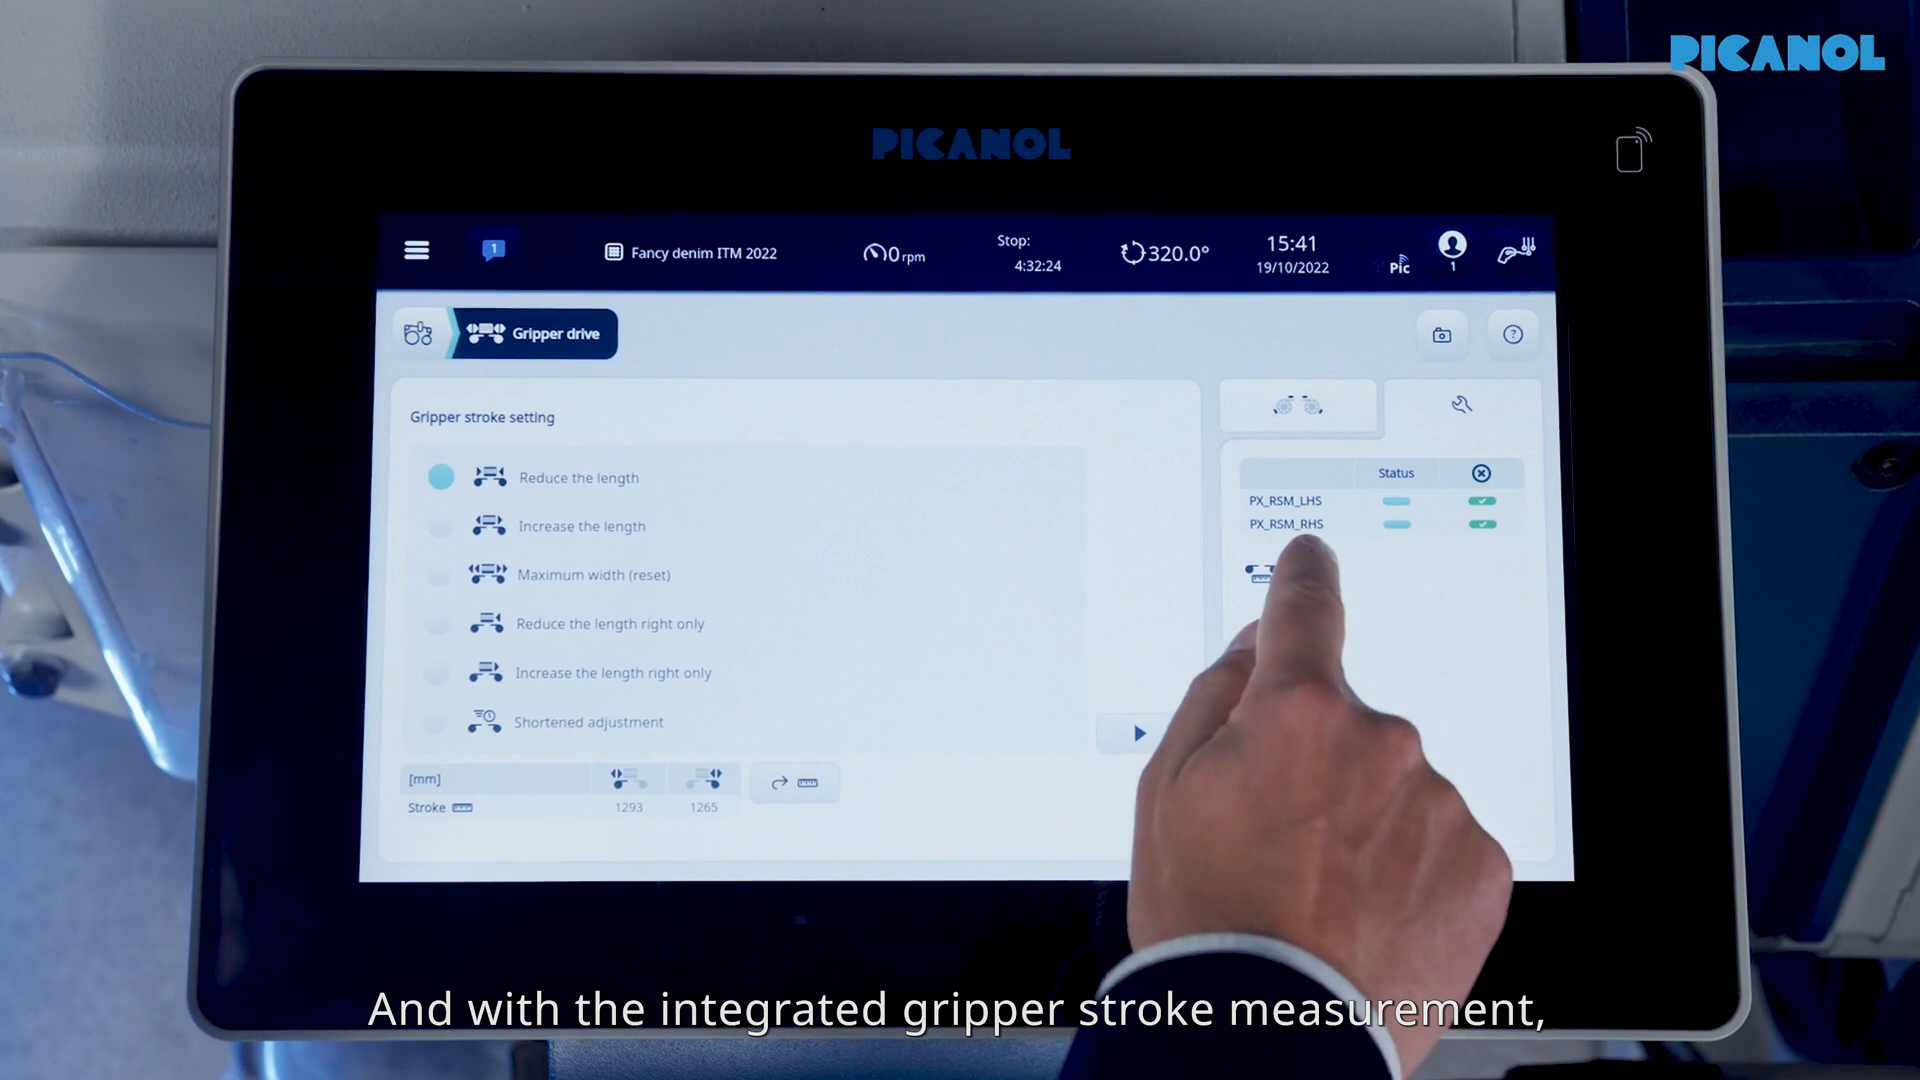 PICANOL
PICANOL
1
Fancy denim ITM 2022
0 rpm
Stop:
4:32:24
320.0°
15:41
19/10/2022
Pic
1
Gripper drive
?
Gripper stroke setting
Reduce the length
Increase the length
Maximum width (reset)
Reduce the length right only
Increase the length right only
Shortened adjustment
[mm]
Stroke 1293 1265
Status
PX_RSM_LHS
PX_RSM_RHS
And with the integrated gripper stroke measurement,